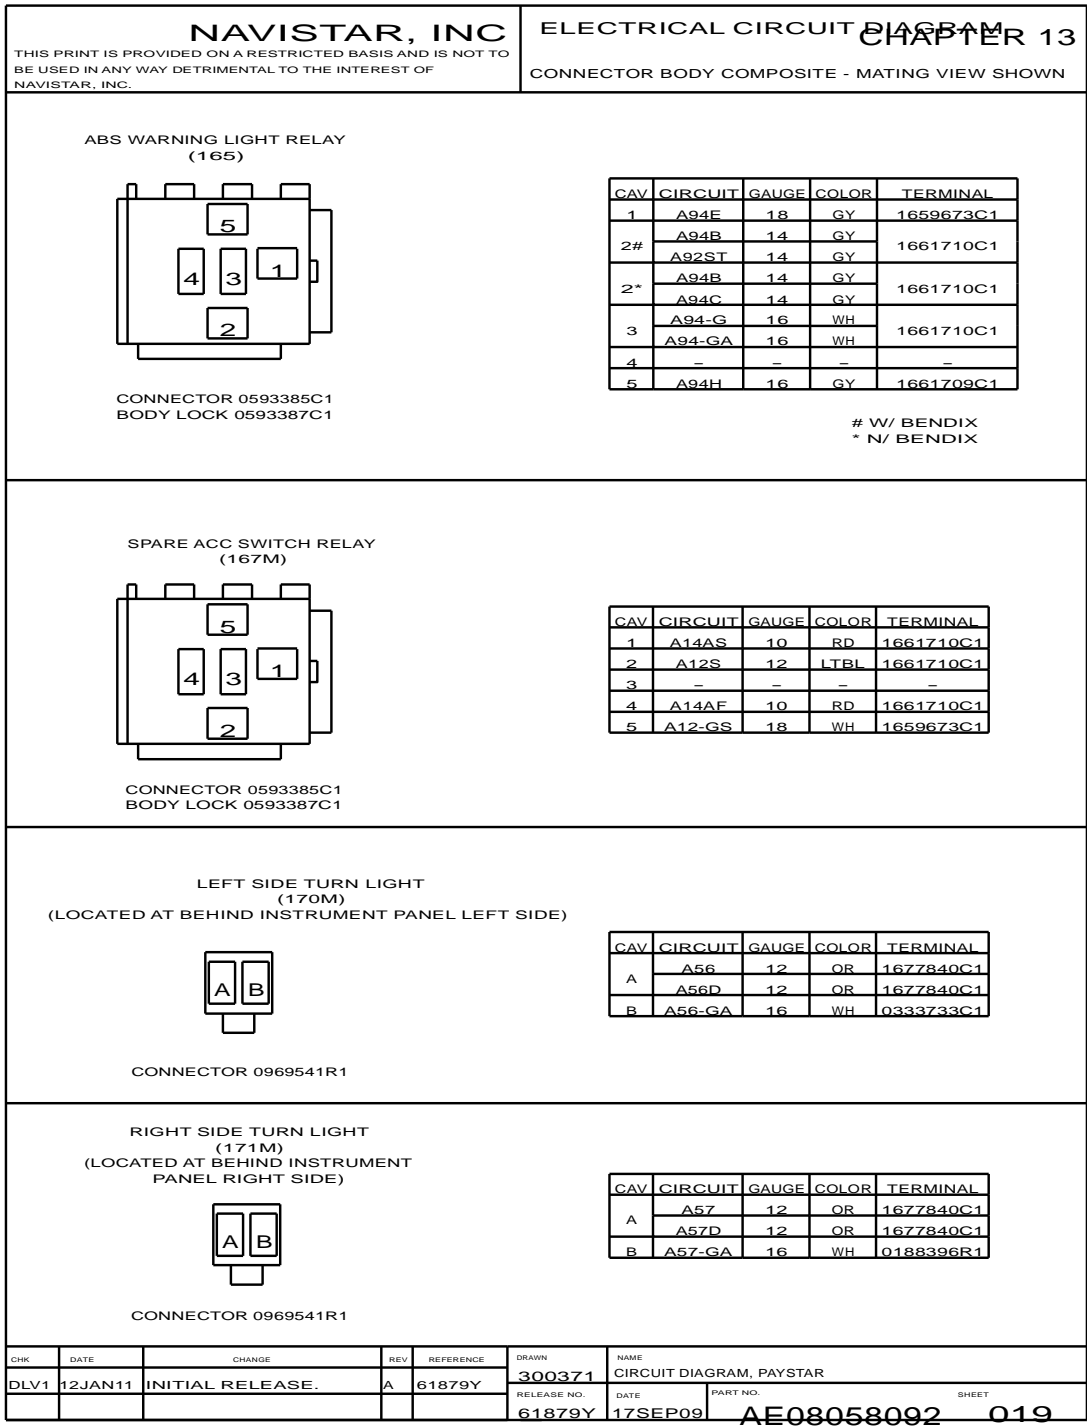 NAVISTAR, INC
THIS PRINT IS PROVIDED ON A RESTRICTED BASIS AND IS NOT TO
BE USED IN ANY WAY DETRIMENTAL TO THE INTEREST OF
NAVISTAR, INC.
ELECTRICAL CIRCUIT DIAGRAM
CHAPTER 13
CONNECTOR BODY COMPOSITE - MATING VIEW SHOWN
ABS WARNING LIGHT RELAY
(165)
5
4 3 1
2
CONNECTOR 0593385C1
BODY LOCK 0593387C1
CAV CIRCUIT GAUGE COLOR TERMINAL
1 A94E 18 GY 1659673C1
2# A94B 14 GY 1661710C1
A92ST 14 GY
2* A94B 14 GY 1661710C1
A94C 14 GY
3 A94-G 16 WH 1661710C1
A94-GA 16 WH
4 – – – –
5 A94H 16 GY 1661709C1
# W/ BENDIX
* N/ BENDIX
SPARE ACC SWITCH RELAY
(167M)
5
4 3 1
2
CONNECTOR 0593385C1
BODY LOCK 0593387C1
CAV CIRCUIT GAUGE COLOR TERMINAL
1 A14AS 10 RD 1661710C1
2 A12S 12 LTBL 1661710C1
3 – – – –
4 A14AF 10 RD 1661710C1
5 A12-GS 18 WH 1659673C1
LEFT SIDE TURN LIGHT
(170M)
(LOCATED AT BEHIND INSTRUMENT PANEL LEFT SIDE)
A B
CONNECTOR 0969541R1
CAV CIRCUIT GAUGE COLOR TERMINAL
A A56 12 OR 1677840C1
A56D 12 OR 1677840C1
B A56-GA 16 WH 0333733C1
RIGHT SIDE TURN LIGHT
(171M)
(LOCATED AT BEHIND INSTRUMENT
PANEL RIGHT SIDE)
A B
CONNECTOR 0969541R1
CAV CIRCUIT GAUGE COLOR TERMINAL
A A57 12 OR 1677840C1
A57D 12 OR 1677840C1
B A57-GA 16 WH 0188396R1
CHK DATE CHANGE REV REFERENCE
DLV1 12JAN11 INITIAL RELEASE. A 61879Y
DRAWN
300371
NAME
CIRCUIT DIAGRAM, PAYSTAR
RELEASE NO.
61879Y
DATE
17SEP09
PART NO.
AE08058092
SHEET
019